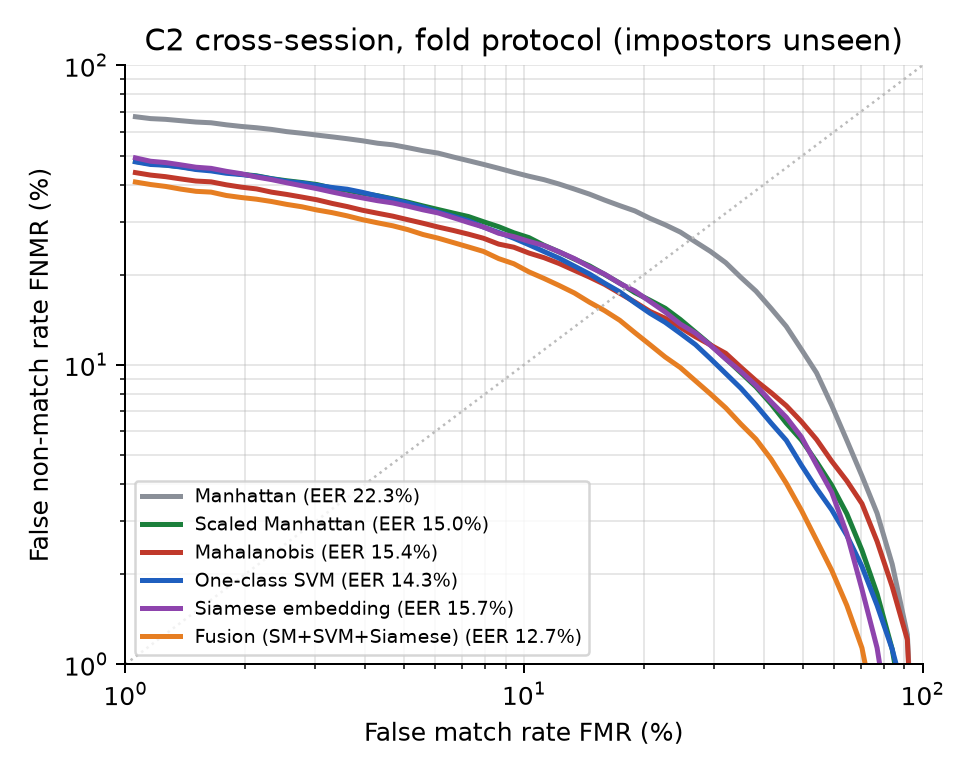 C2 cross-session, fold protocol (impostors unseen)
False non-match rate FNMR (%)
10²
10¹
10⁰
Manhattan (EER 22.3%)
Scaled Manhattan (EER 15.0%)
Mahalanobis (EER 15.4%)
One-class SVM (EER 14.3%)
Siamese embedding (EER 15.7%)
Fusion (SM+SVM+Siamese) (EER 12.7%)
10⁰ 10¹ 10²
False match rate FMR (%)